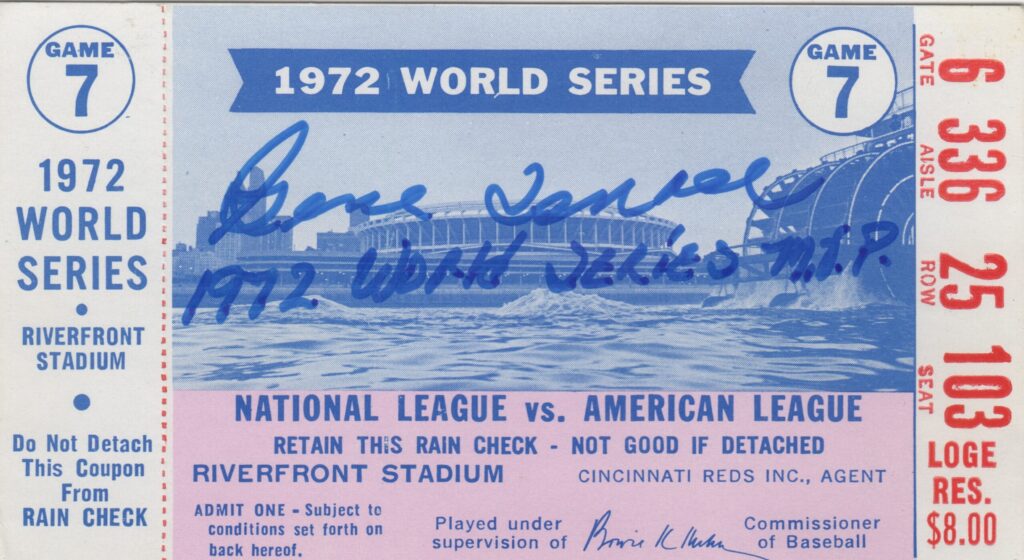 GAME
7
1972
WORLD
SERIES
RIVERFRONT
STADIUM
Do Not Detach
This Coupon
From
RAIN CHECK
1972 WORLD SERIES
GAME
7
Gene Tenace
1972 World Series M.V.P.
NATIONAL LEAGUE vs. AMERICAN LEAGUE
RETAIN THIS RAIN CHECK - NOT GOOD IF DETACHED
RIVERFRONT STADIUM CINCINNATI REDS INC., AGENT
ADMIT ONE - Subject to
conditions set forth on
back hereof.
Played under
supervision of
Bowie K Kuhn
Commissioner
of Baseball
GATE 6
AISLE 336
ROW 25
SEAT 103
LOGE
RES.
$8.00